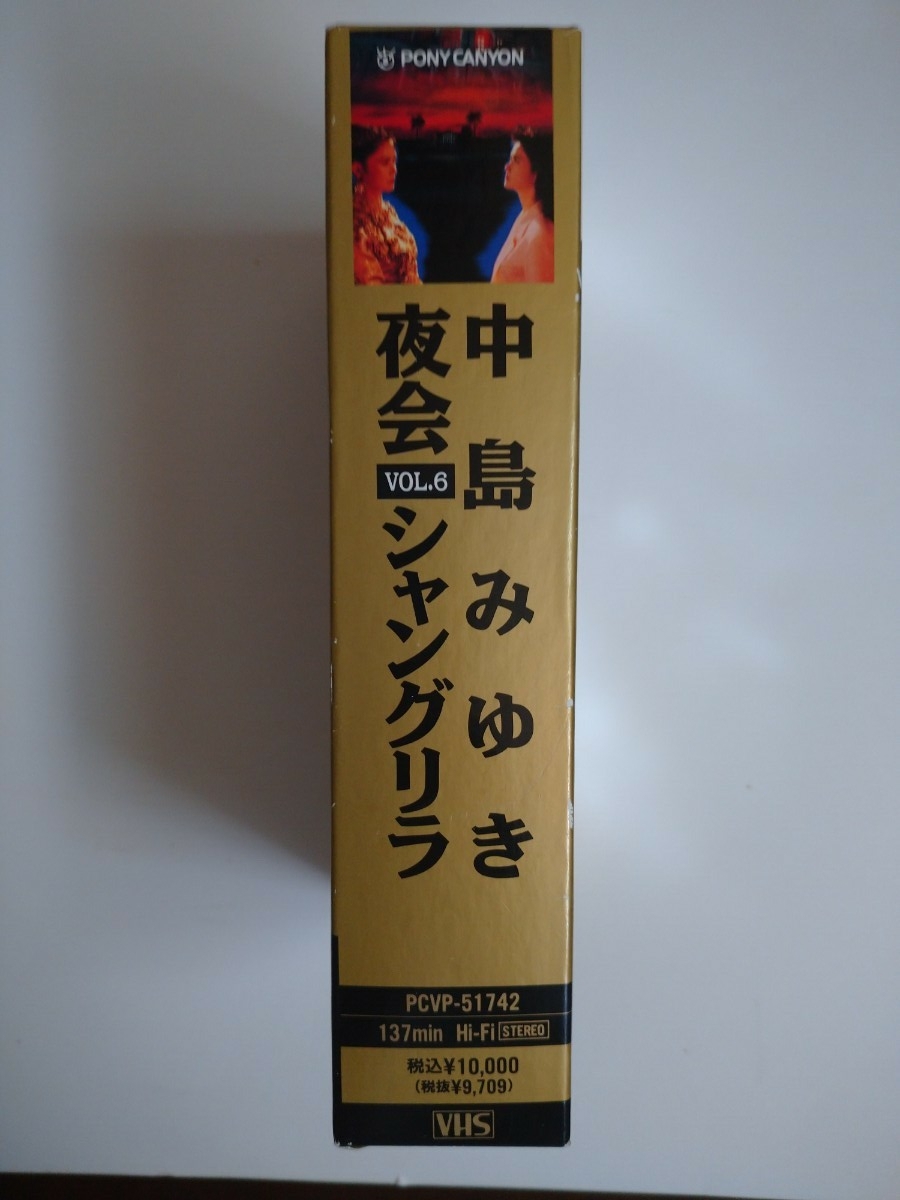 PONY CANYON
中島みゆき
夜会 VOL.6 シャングリラ
PCVP-51742
137min Hi-Fi STEREO
税込¥10,000
(税抜¥9,709)
VHS